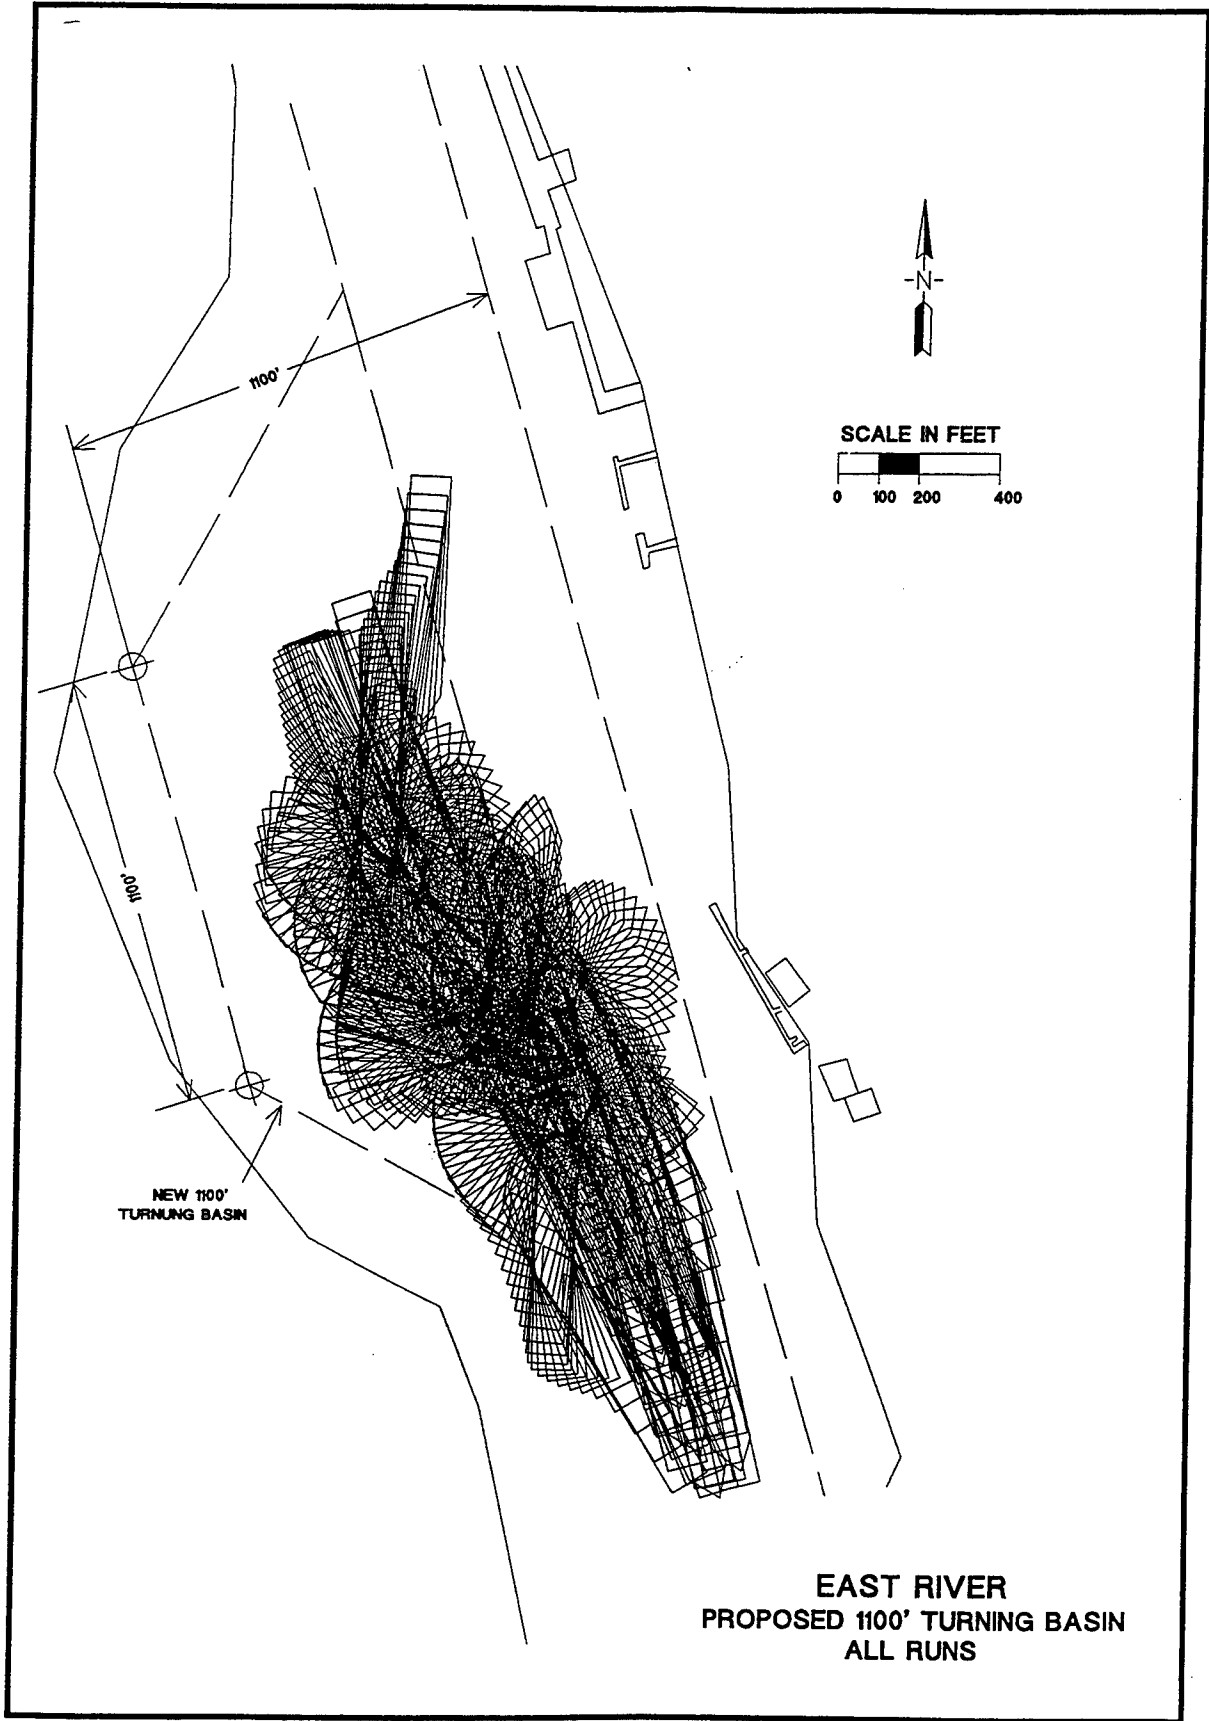 -N-
1100'
SCALE IN FEET
0 100 200 400
1100'
NEW 1100'
TURNUNG BASIN
EAST RIVER
PROPOSED 1100' TURNING BASIN
ALL RUNS